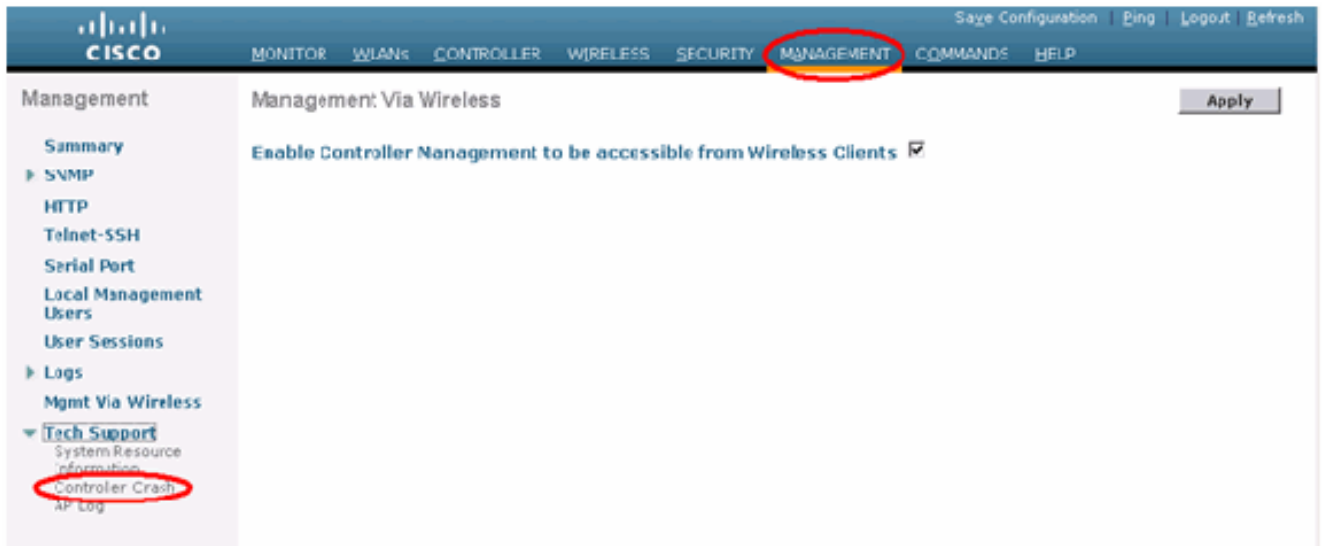 Save Configuration | Ping | Logout | Refresh
CISCO
MONITOR WLANs CONTROLLER WIRELESS SECURITY MANAGEMENT COMMANDS HELP
Management
Management Via Wireless
Apply
Summary
Enable Controller Management to be accessible from Wireless Clients
SNMP
HTTP
Telnet-SSH
Serial Port
Local Management
Users
User Sessions
Logs
Mgmt Via Wireless
Tech Support
System Resource
Information
Controller Crash
AP Log